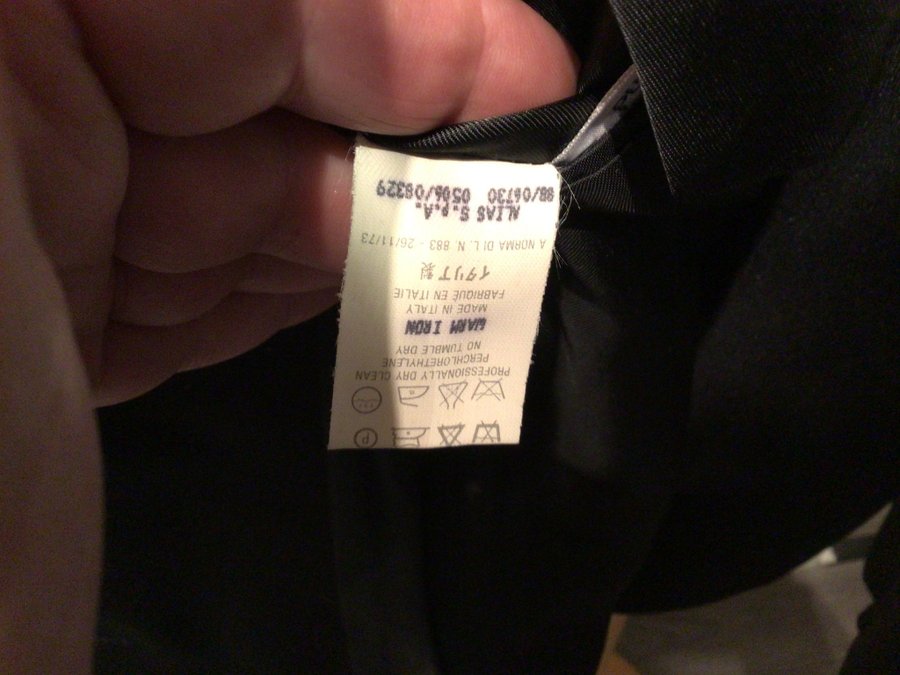 P
PROFESSIONALLY DRY CLEAN
PERCHLORETHYLENE
NO TUMBLE DRY
WARM IRON
MADE IN ITALY
FABRIQUÉ EN ITALIE
イタリア製
A NORMA DI L. N. 883 - 26/11/73
ALIAS S.P.A.
88/06730 0506/08329